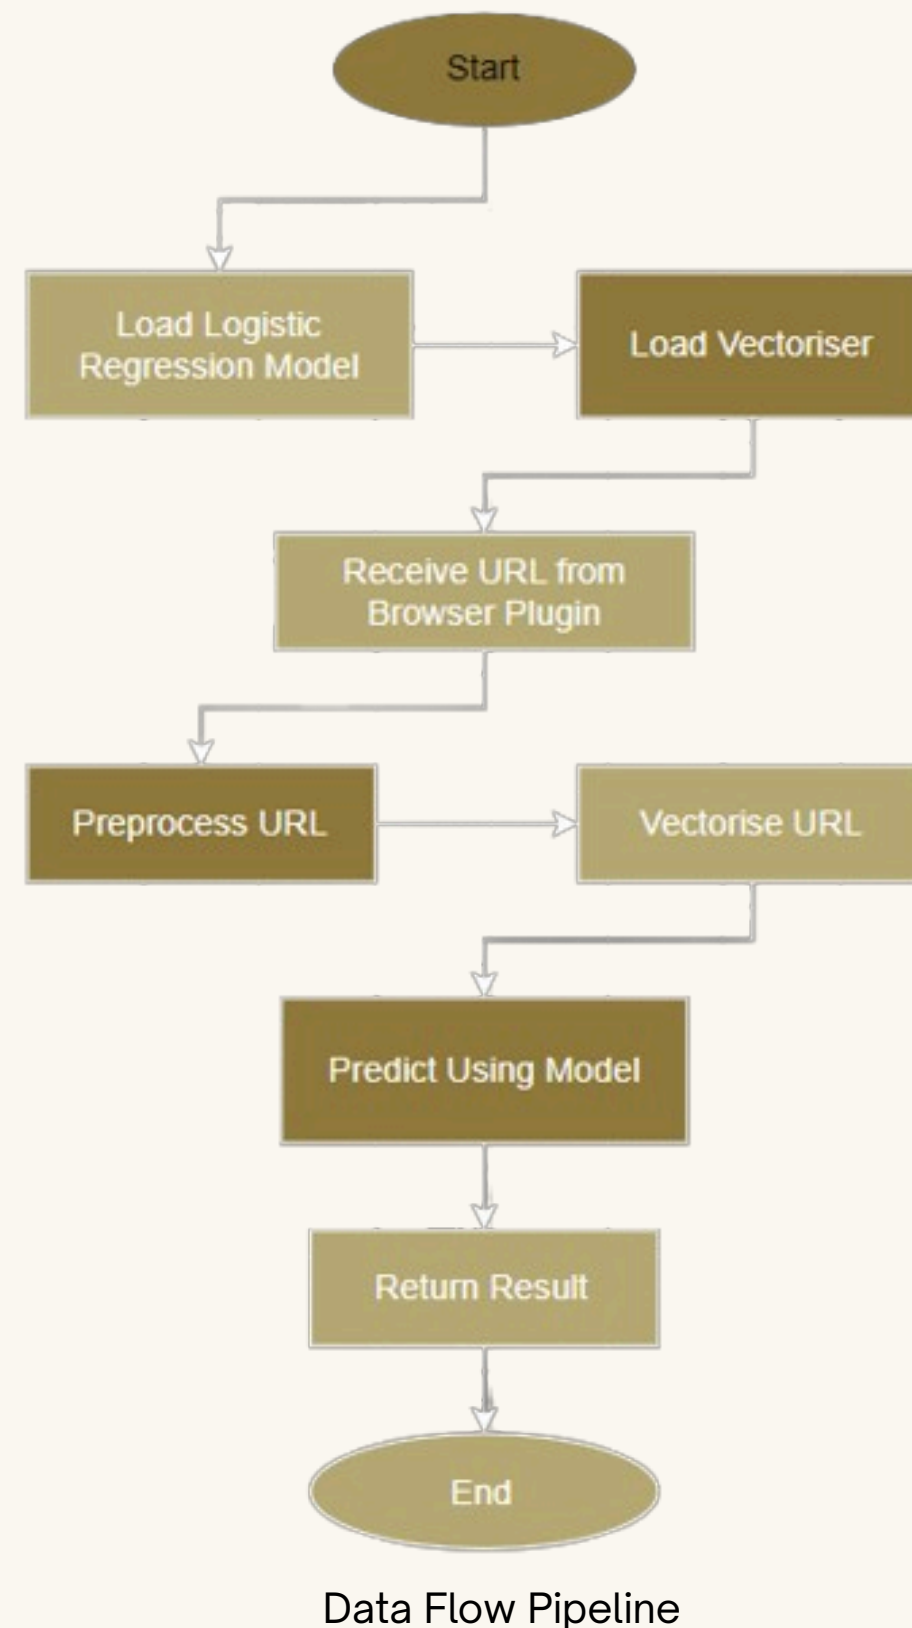 Start
Load Logistic
Regression Model
Load Vectoriser
Receive URL from
Browser Plugin
Preprocess URL
Vectorise URL
Predict Using Model
Return Result
End
Data Flow Pipeline